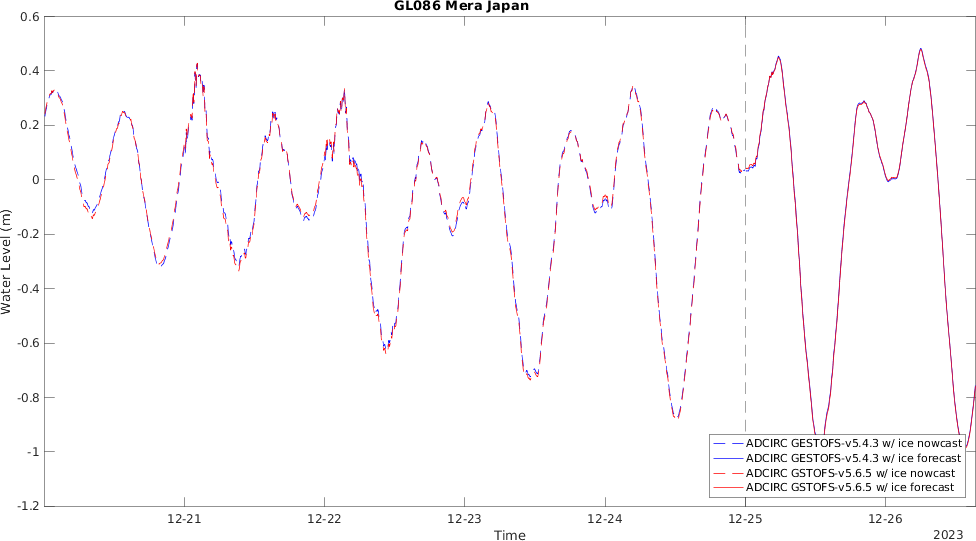 GL086 Mera Japan
0.6
0.4
0.2
0
-0.2
-0.4
-0.6
-0.8
-1
-1.2
Water Level (m)
ADCIRC GESTOFS-v5.4.3 w/ ice nowcast
ADCIRC GESTOFS-v5.4.3 w/ ice forecast
ADCIRC GSTOFS-v5.6.5 w/ ice nowcast
ADCIRC GSTOFS-v5.6.5 w/ ice forecast
12-21 12-22 12-23 12-24 12-25 12-26
Time
2023